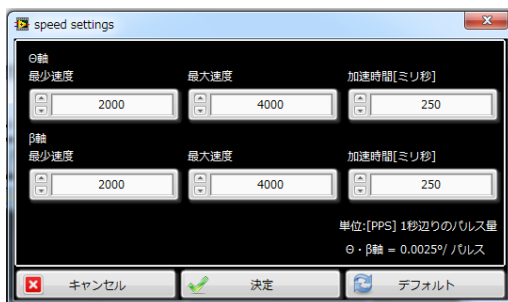 speed settings
Θ軸
最少速度 最大速度 加速時間[ミリ秒]
2000 4000 250
β軸
最少速度 最大速度 加速時間[ミリ秒]
2000 4000 250
単位:[PPS] 1秒辺りのパルス量
Θ・β軸 = 0.0025°/ パルス
キャンセル 決定 デフォルト